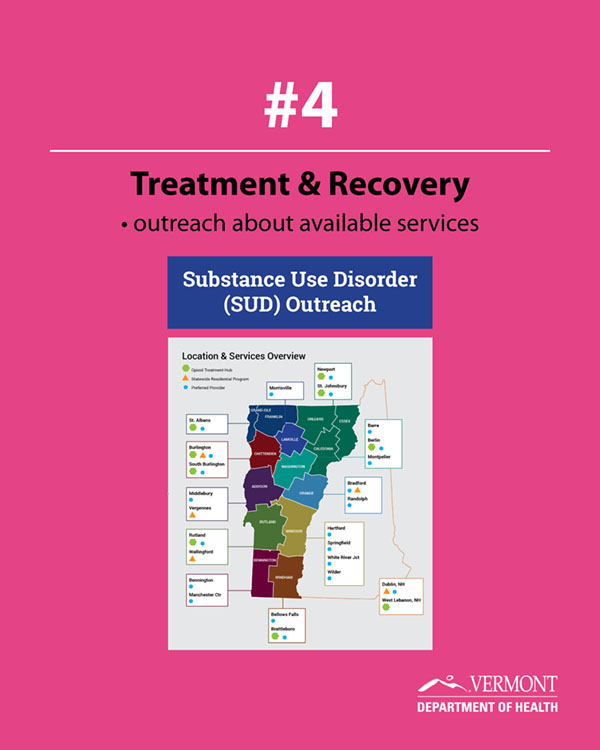 #4
Treatment & Recovery
• outreach about available services
Substance Use Disorder
(SUD) Outreach
Location & Services Overview
Opioid Treatment Hub
Statewide Residential Program
Preferred Provider
Newport
St. Johnsbury
Morrisville
GRAND ISLE
FRANKLIN
ORLEANS
ESSEX
St. Albans
LAMOILLE
CALEDONIA
Barre
Berlin
Montpelier
Burlington
South Burlington
CHITTENDEN
WASHINGTON
Middlebury
Vergennes
ADDISON
ORANGE
Bradford
Randolph
Rutland
Wallingford
RUTLAND
WINDSOR
Hartford
Springfield
White River Jct
Wilder
Bennington
Manchester Ctr
BENNINGTON
WINDHAM
Dublin, NH
West Lebanon, NH
Bellows Falls
Brattleboro
VERMONT
DEPARTMENT OF HEALTH